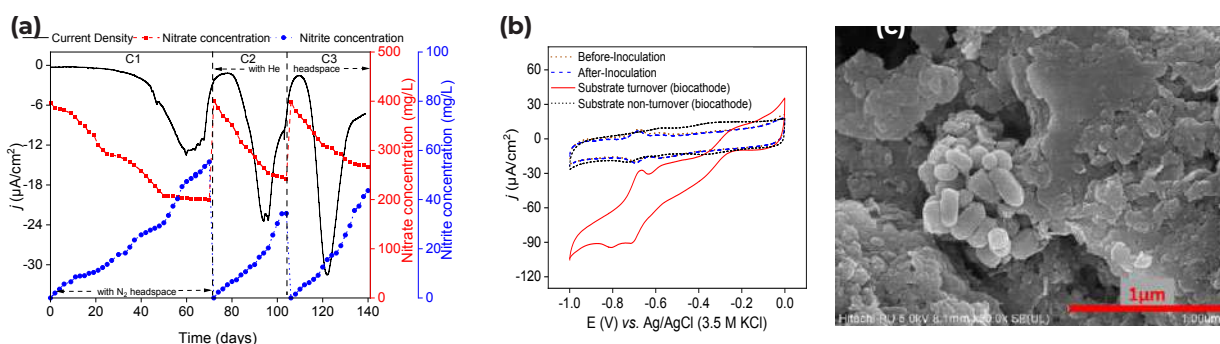 (a)
Current Density Nitrate concentration Nitrite concentration
C1 C2 C3
with He headspace
with N2 headspace
0
-6
-12
-18
-24
-30
j (µA/cm²)
0 20 40 60 80 100 120 140
Time (days)
500
400
300
200
100
0
Nitrate concentration (mg/L)
100
80
60
40
20
0
Nitrite concentration (mg/L)
(b)
Before-Inoculation
After-Inoculation
Substrate turnover (biocathode)
Substrate non-turnover (biocathode)
60
30
0
-30
-60
-90
-120
j (µA/cm²)
-1.0 -0.8 -0.6 -0.4 -0.2 0.0
E (V) vs. Ag/AgCl (3.5 M KCl)
(c)
1µm
1.00µm